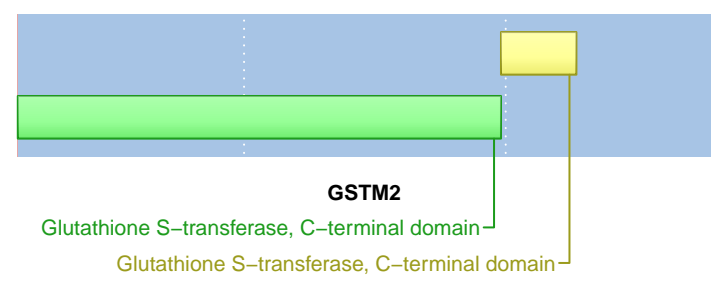 GSTM2
Glutathione S−transferase, C−terminal domain
Glutathione S−transferase, C−terminal domain